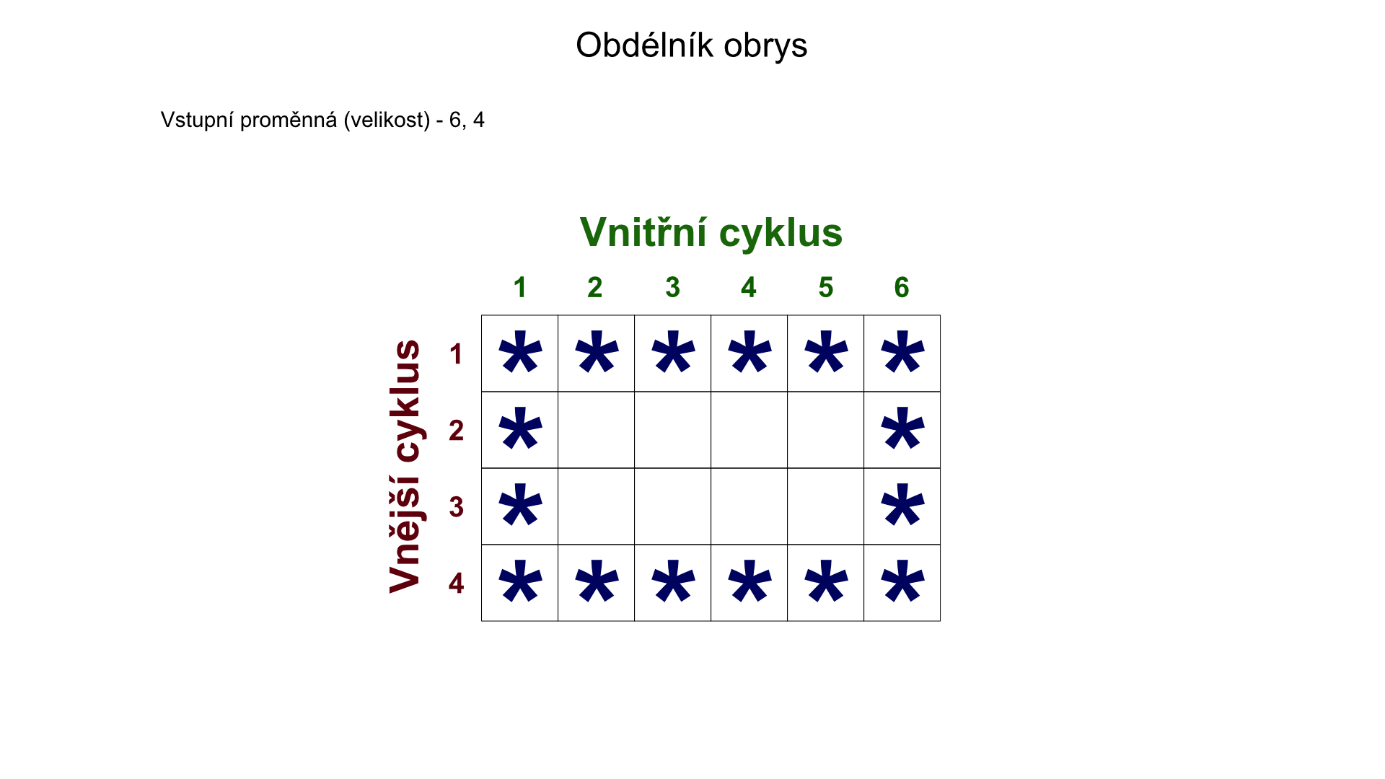 Obdélník obrys
Vstupní proměnná (velikost) - 6, 4
Vnitřní cyklus
1 2 3 4 5 6
Vnější cyklus
1 * * * * * *
2 * *
3 * *
4 * * * * * *